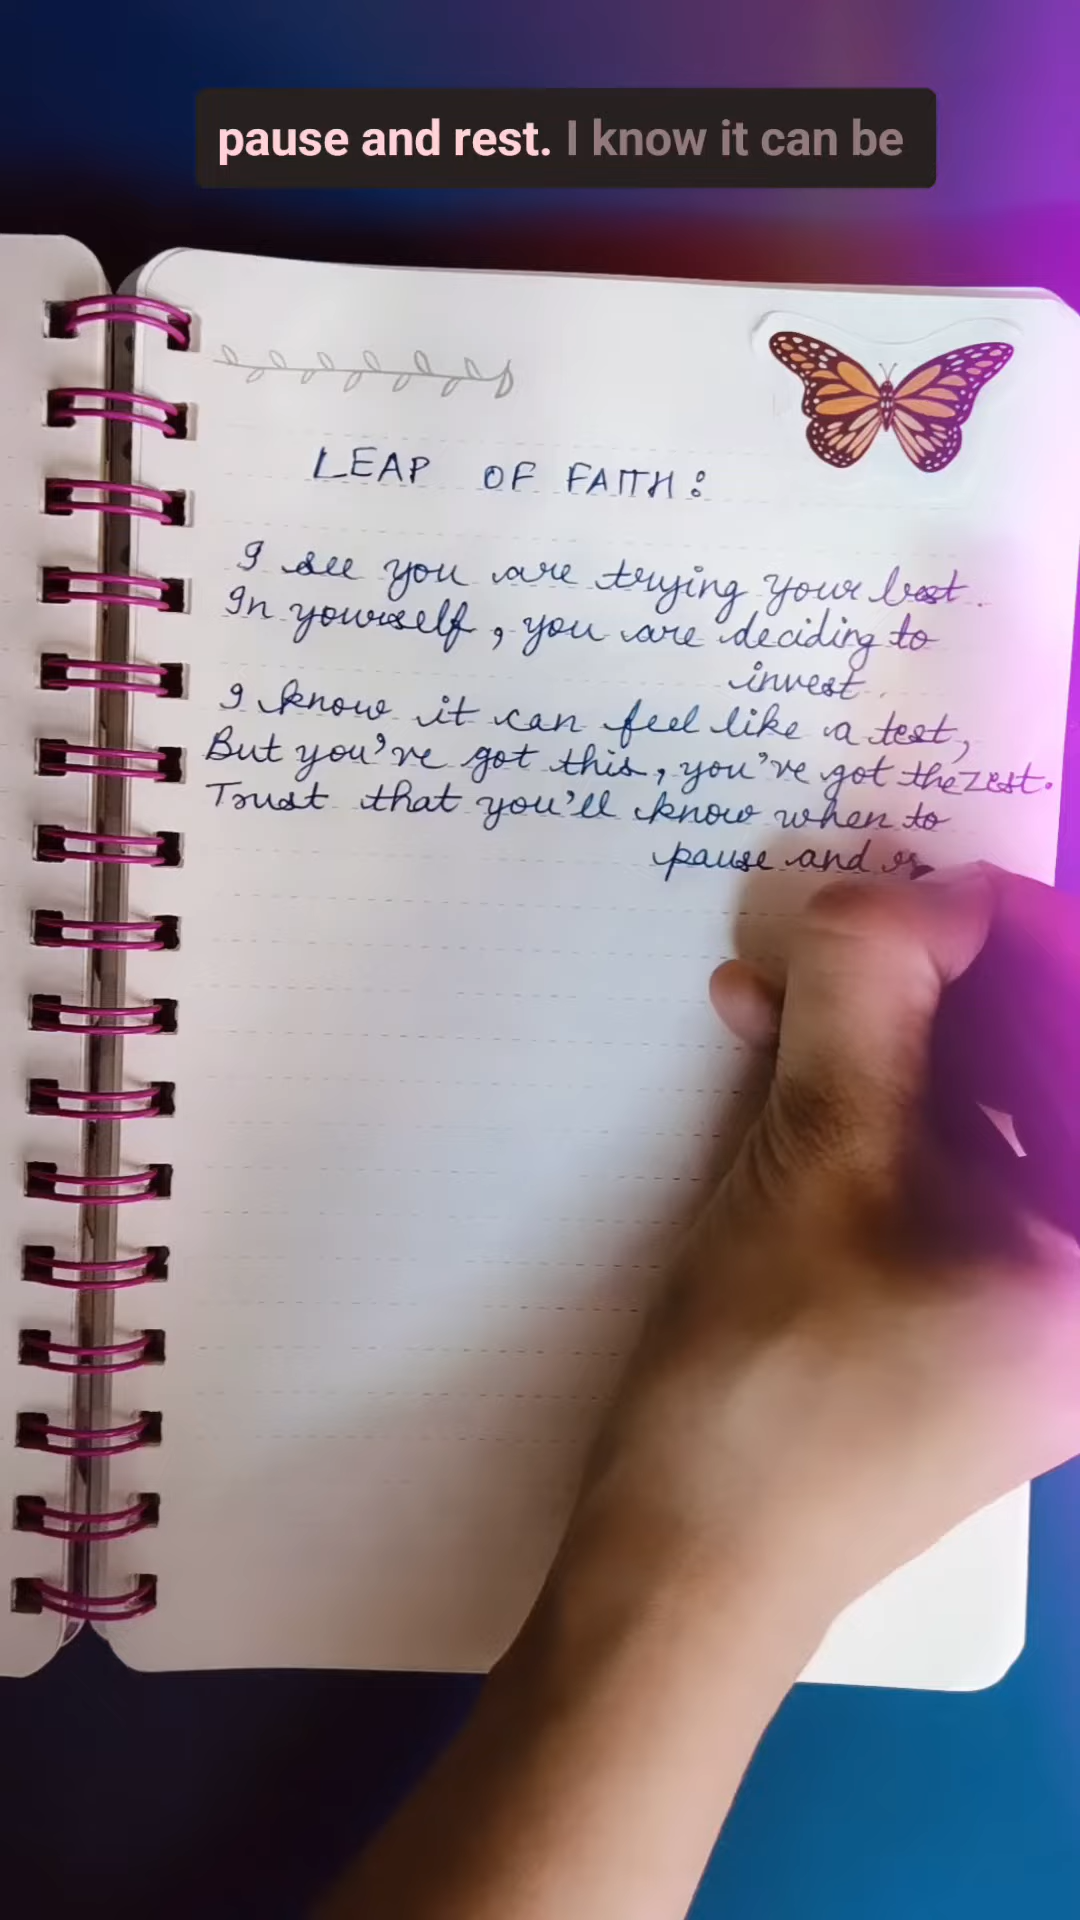 pause and rest. I know it can be
LEAP OF FAITH:
I see you are trying your best.
In yourself, you are deciding to
invest.
I know it can feel like a test,
But you've got this, you've got the zest.
Trust that you'll know when to
pause and